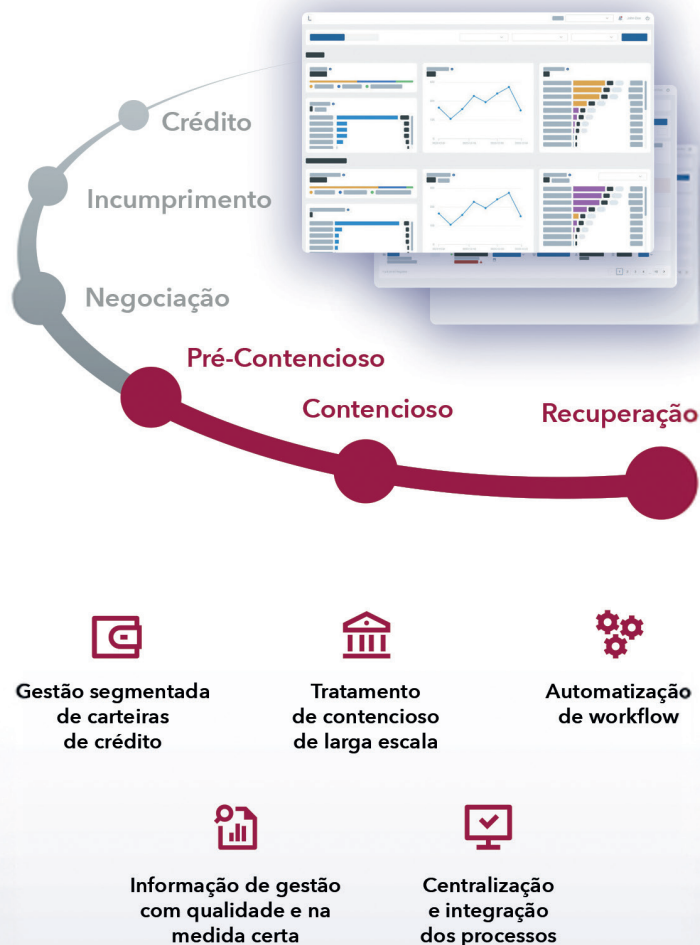 Crédito
Incumprimento
Negociação
Pré-Contencioso
Contencioso
Recuperação
Gestão segmentada
de carteiras
de crédito
Tratamento
de contencioso
de larga escala
Automatização
de workflow
Informação de gestão
com qualidade e na
medida certa
Centralização
e integração
dos processos